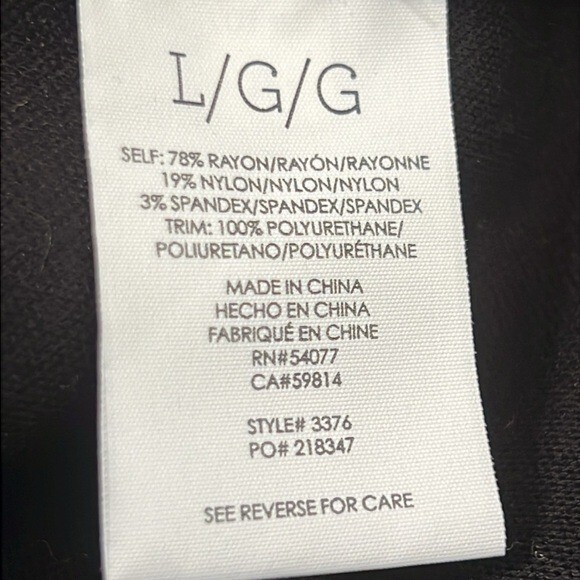 L/G/G
SELF: 78% RAYON/RAYÓN/RAYONNE
19% NYLON/NYLON/NYLON
3% SPANDEX/SPANDEX/SPANDEX
TRIM: 100% POLYURETHANE/
POLIURETANO/POLYURÉTHANE
MADE IN CHINA
HECHO EN CHINA
FABRIQUÉ EN CHINE
RN#54077
CA#59814
STYLE# 3376
PO# 218347
SEE REVERSE FOR CARE